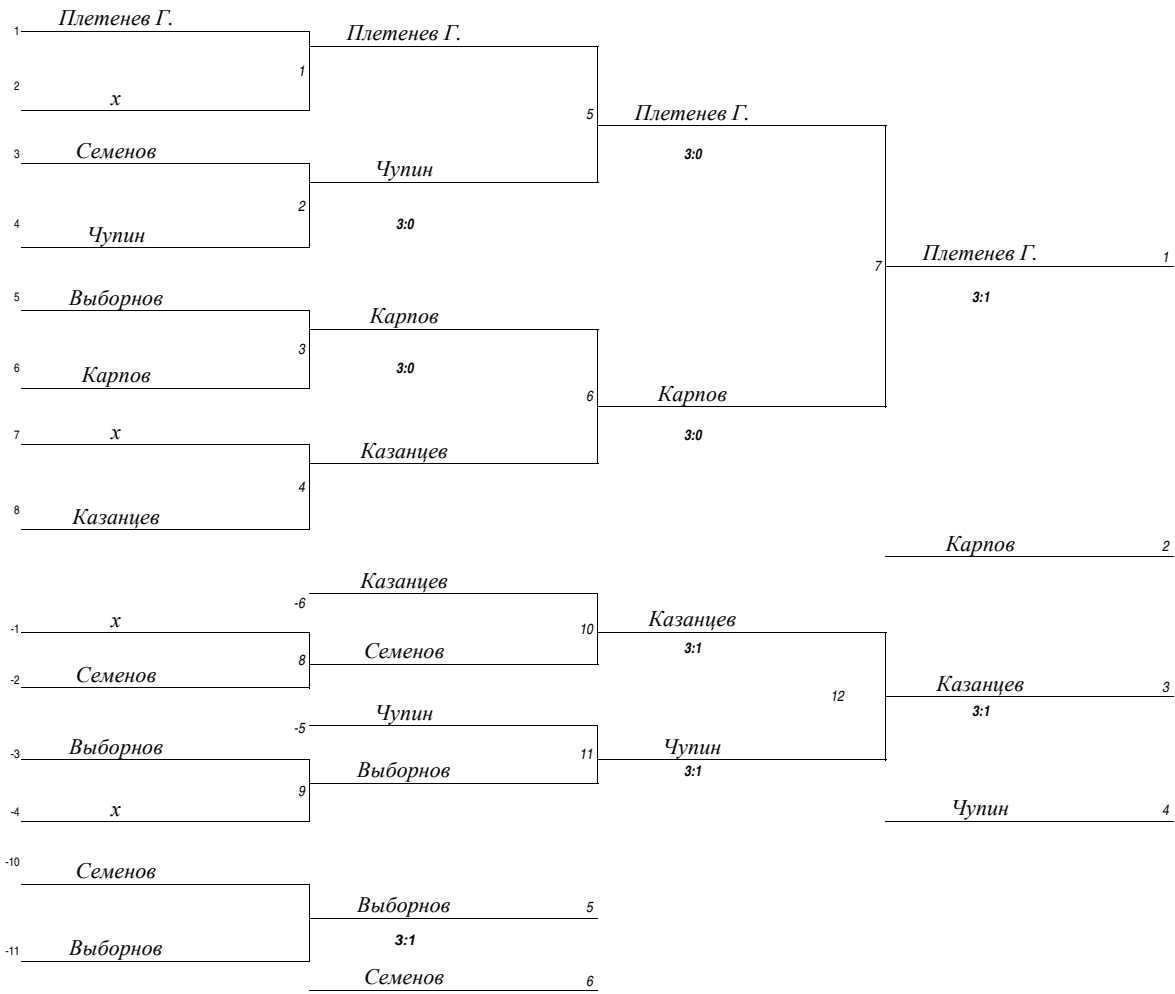 Плетенев Г.
1
Плетенев Г.
1
2
х
5
Плетенев Г.
3
Семенов
3:0
Чупин
2
4
3:0
Чупин
7
Плетенев Г.
1
5
Выборнов
3:1
Карпов
3
6
Карпов
3:0
6
Карпов
7
х
3:0
Казанцев
4
8
Казанцев
Карпов
2
Казанцев
-6
-1
х
10
Казанцев
8
Семенов
3:1
-2
Семенов
12
Казанцев
3
Чупин
3:1
-5
-3
Выборнов
11
Чупин
9
Выборнов
3:1
-4
х
Чупин
4
-10
Семенов
Выборнов
5
-11
Выборнов
3:1
Семенов
6